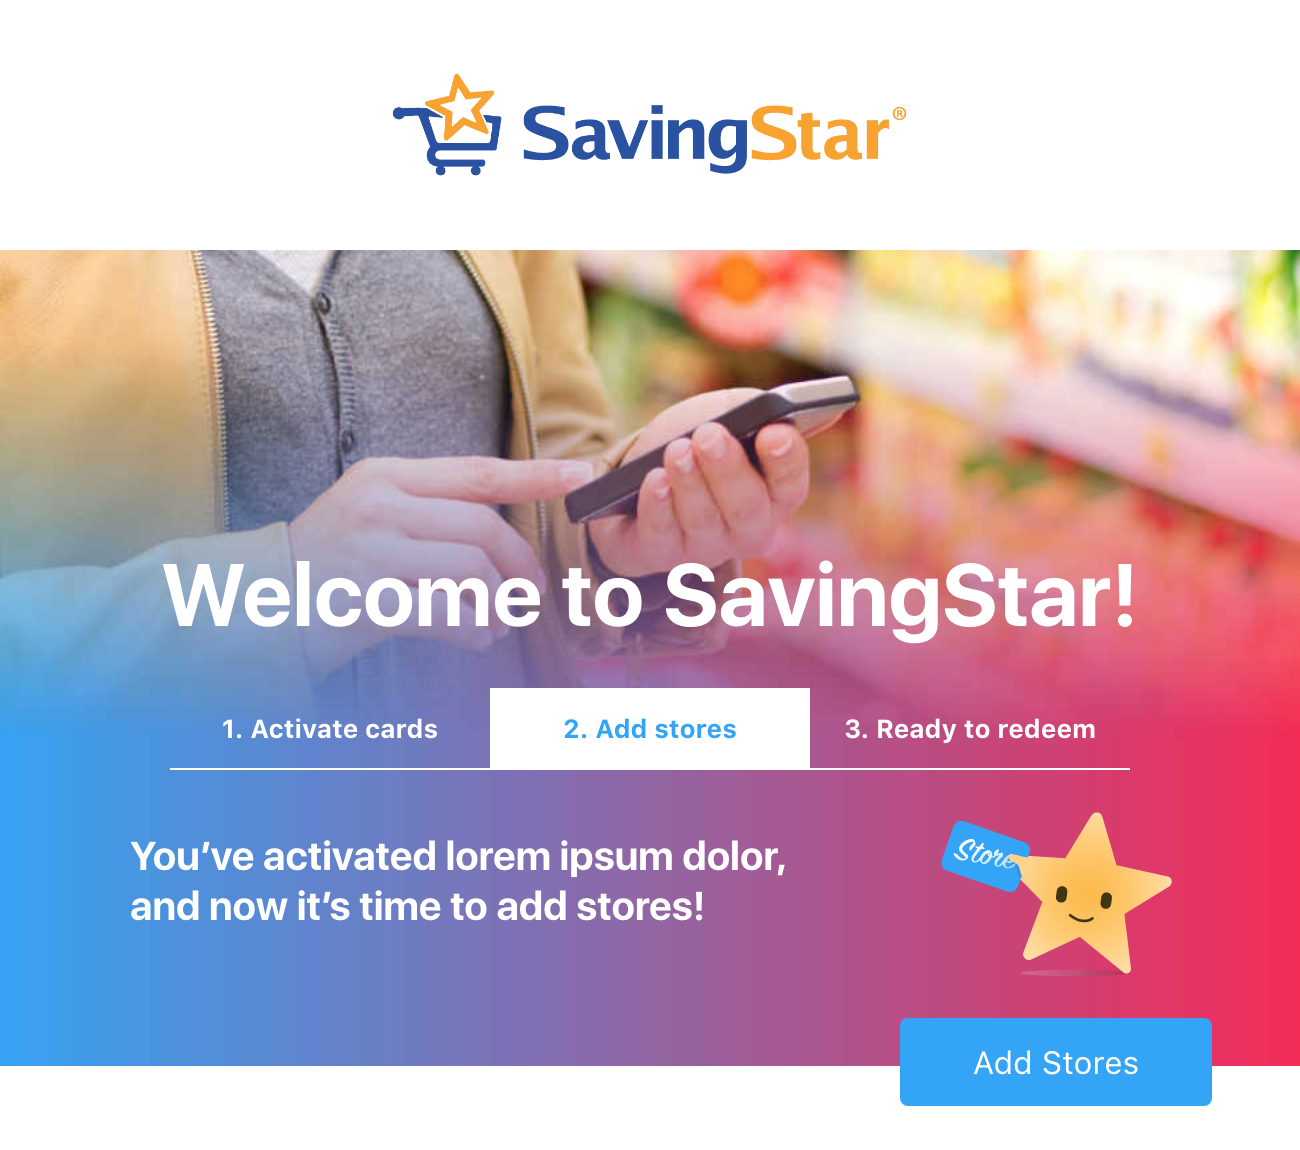 SavingStar®
Welcome to SavingStar!
1. Activate cards
2. Add stores
3. Ready to redeem
You’ve activated lorem ipsum dolor,
and now it’s time to add stores!
Store
Add Stores